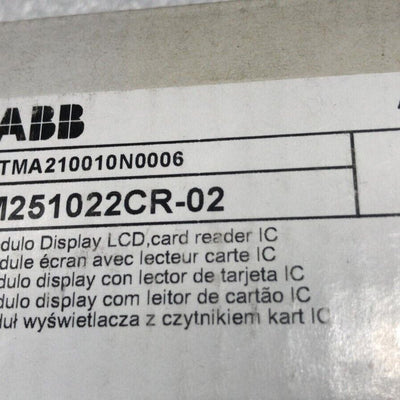 ABB
TMA210010N0006
M251022CR-02
dulo Display LCD,card reader IC
dule écran avec lecteur carte IC
dulo display con lector de tarjeta IC
dulo display com leitor de cartão IC
duł wyświetlacza z czytnikiem kart IC